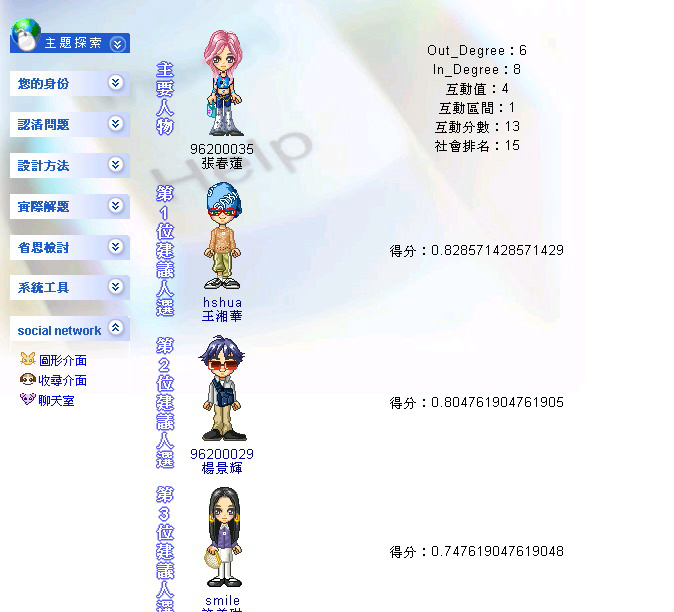 主題探索
您的身份
認清問題
設計方法
實際解題
省思檢討
系統工具
social network
圖形介面
收尋介面
聊天室
Help
主要人物
96200035
張春蓮
Out_Degree：6
In_Degree：8
互動值：4
互動區間：1
互動分數：13
社會排名：15
第1位建議人選
hshua
王湘華
得分：0.828571428571429
第2位建議人選
96200029
楊景輝
得分：0.804761904761905
第3位建議人選
smile
得分：0.747619047619048